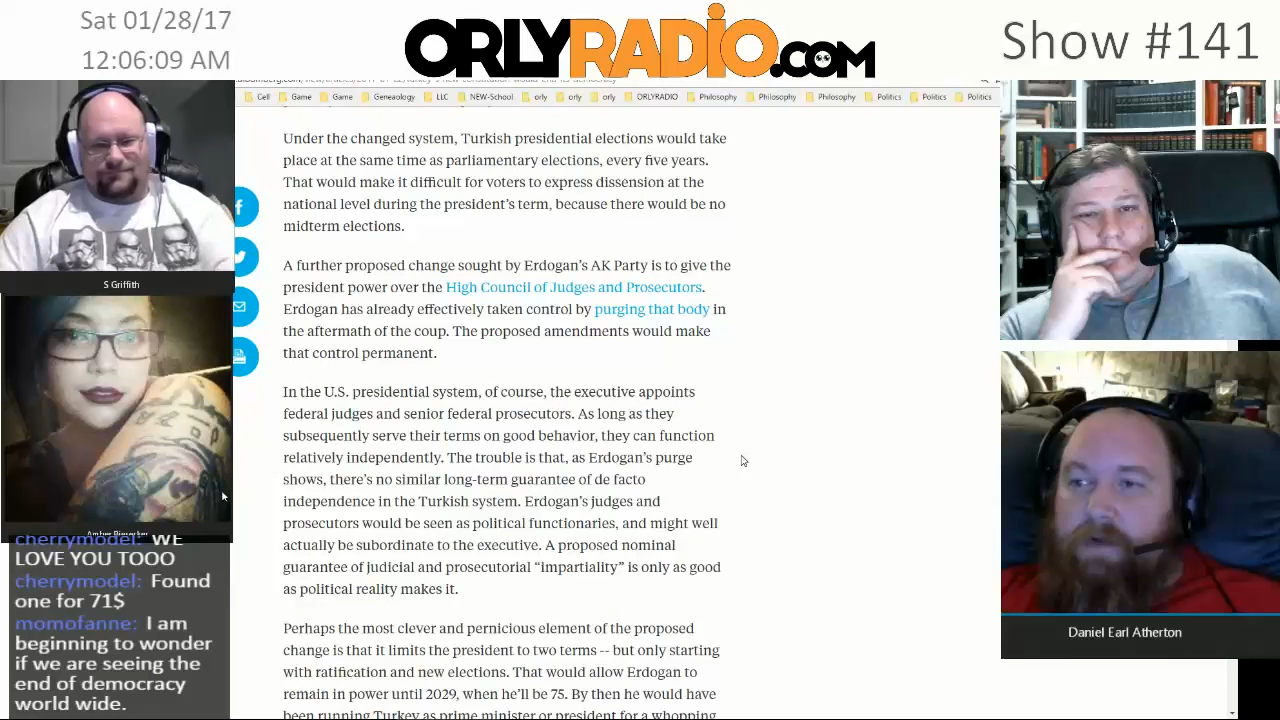 Sat 01/28/17
12:06:09 AM
ORLYRADIO.COM
Show #141
Cell Game Game Geneaology LLC NEW-School orly orly orly ORLYRADIO Philosophy Philosophy Philosophy Politics Politics Politics
Under the changed system, Turkish presidential elections would take
place at the same time as parliamentary elections, every five years.
That would make it difficult for voters to express dissension at the
national level during the president's term, because there would be no
midterm elections.
A further proposed change sought by Erdogan's AK Party is to give the
president power over the High Council of Judges and Prosecutors.
Erdogan has already effectively taken control by purging that body in
the aftermath of the coup. The proposed amendments would make
that control permanent.
In the U.S. presidential system, of course, the executive appoints
federal judges and senior federal prosecutors. As long as they
subsequently serve their terms on good behavior, they can function
relatively independently. The trouble is that, as Erdogan's purge
shows, there's no similar long-term guarantee of de facto
independence in the Turkish system. Erdogan's judges and
prosecutors would be seen as political functionaries, and might well
actually be subordinate to the executive. A proposed nominal
guarantee of judicial and prosecutorial “impartiality” is only as good
as political reality makes it.
Perhaps the most clever and pernicious element of the proposed
change is that it limits the president to two terms -- but only starting
with ratification and new elections. That would allow Erdogan to
remain in power until 2029, when he'll be 75. By then he would have
been running Turkey as prime minister or president for a whopping
S Griffith
cherrymodel: WE
LOVE YOU TOOO
cherrymodel: Found
one for 71$
momofanne: I am
beginning to wonder
if we are seeing the
end of democracy
world wide.
Daniel Earl Atherton